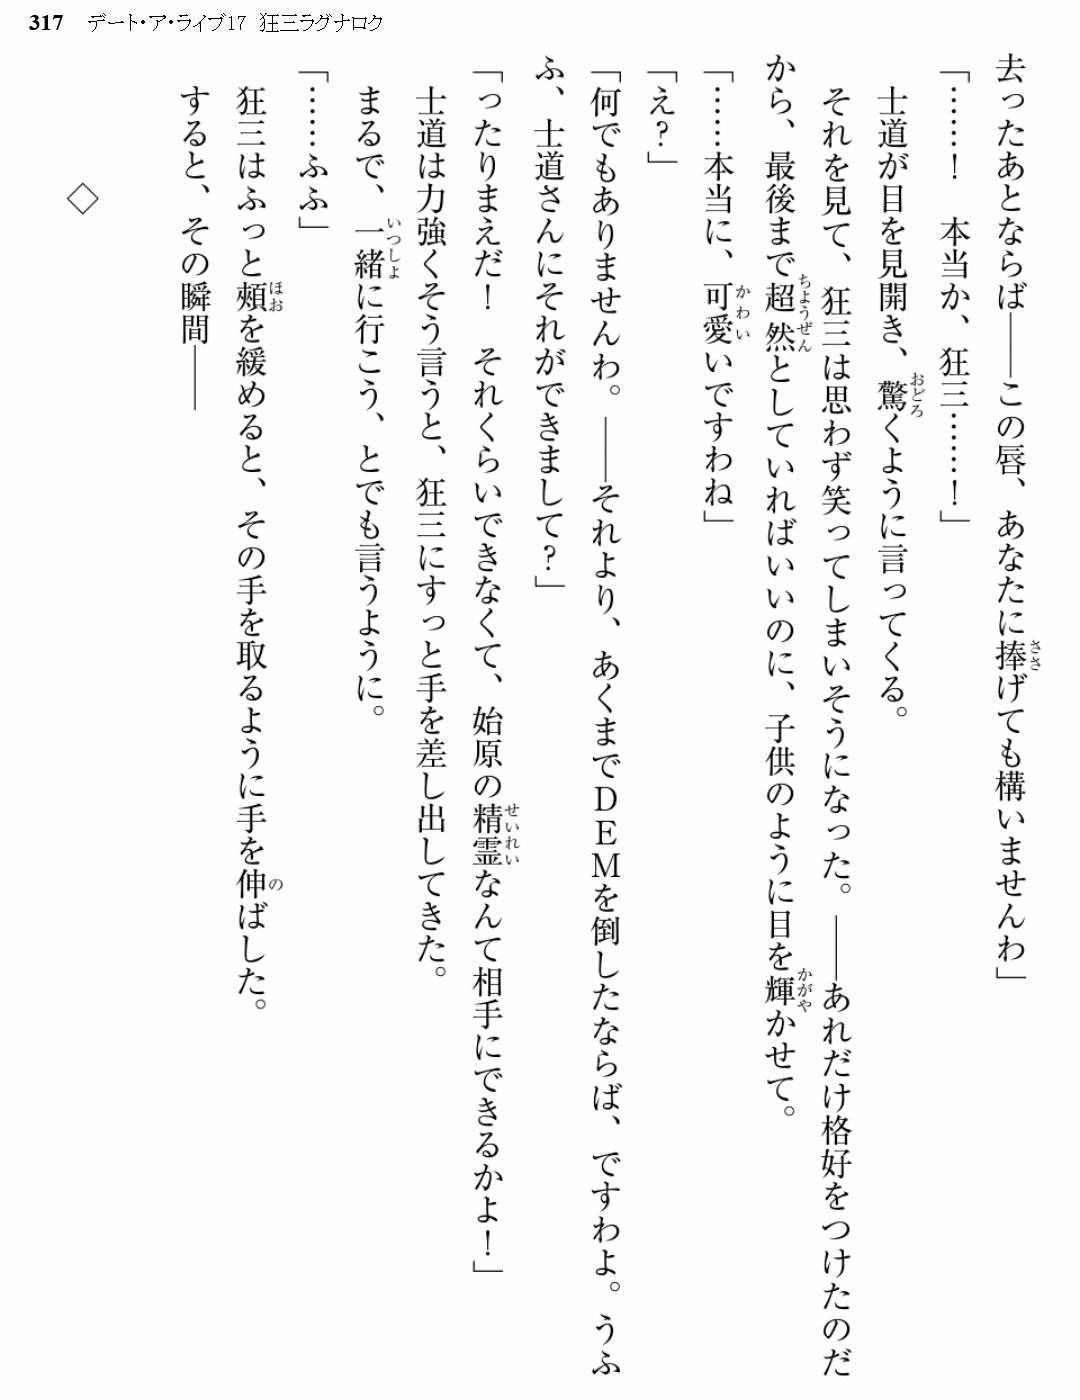 317　デート・ア・ライブ17　狂三ラグナロク
去ったあとならば――この唇、あなたに捧げても構いませんわ」
「……！　本当か、狂三……！」
　士道が目を見開き、驚くように言ってくる。
　それを見て、狂三は思わず笑ってしまいそうになった。――あれだけ格好をつけたのだ
から、最後まで超然としていればいいのに、子供のように目を輝かせて。
「……本当に、可愛いですわね」
「え？」
「何でもありませんわ。――それより、あくまでＤＥＭを倒したならば、ですわよ。うふ
ふ、士道さんにそれができまして？」
「ったりまえだ！　それくらいできなくて、始原の精霊なんて相手にできるかよ！」
　士道は力強くそう言うと、狂三にすっと手を差し出してきた。
　まるで、一緒に行こう、とでも言うように。
「……ふふ」
　狂三はふっと頰を緩めると、その手を取るように手を伸ばした。
　すると、その瞬間――
◇